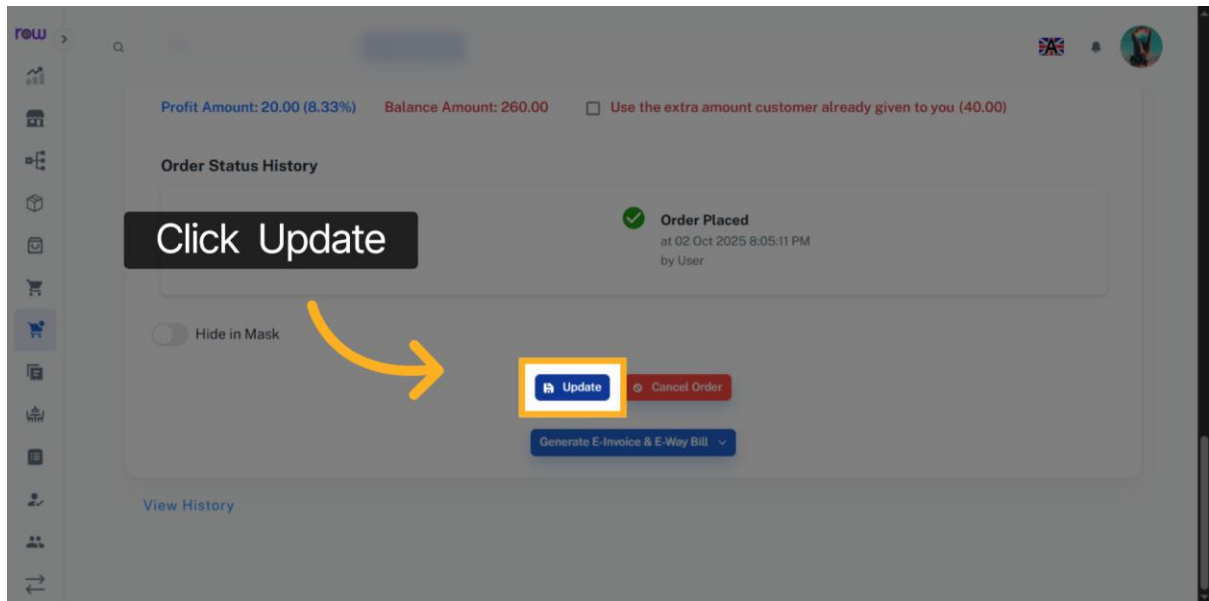 row
Profit Amount: 20.00 (8.33%) Balance Amount: 260.00 Use the extra amount customer already given to you (40.00)
Order Status History
Order Placed
at 02 Oct 2025 8:05:11 PM
by User
Click Update
Hide in Mask
Update Cancel Order
Generate E-Invoice & E-Way Bill
View History